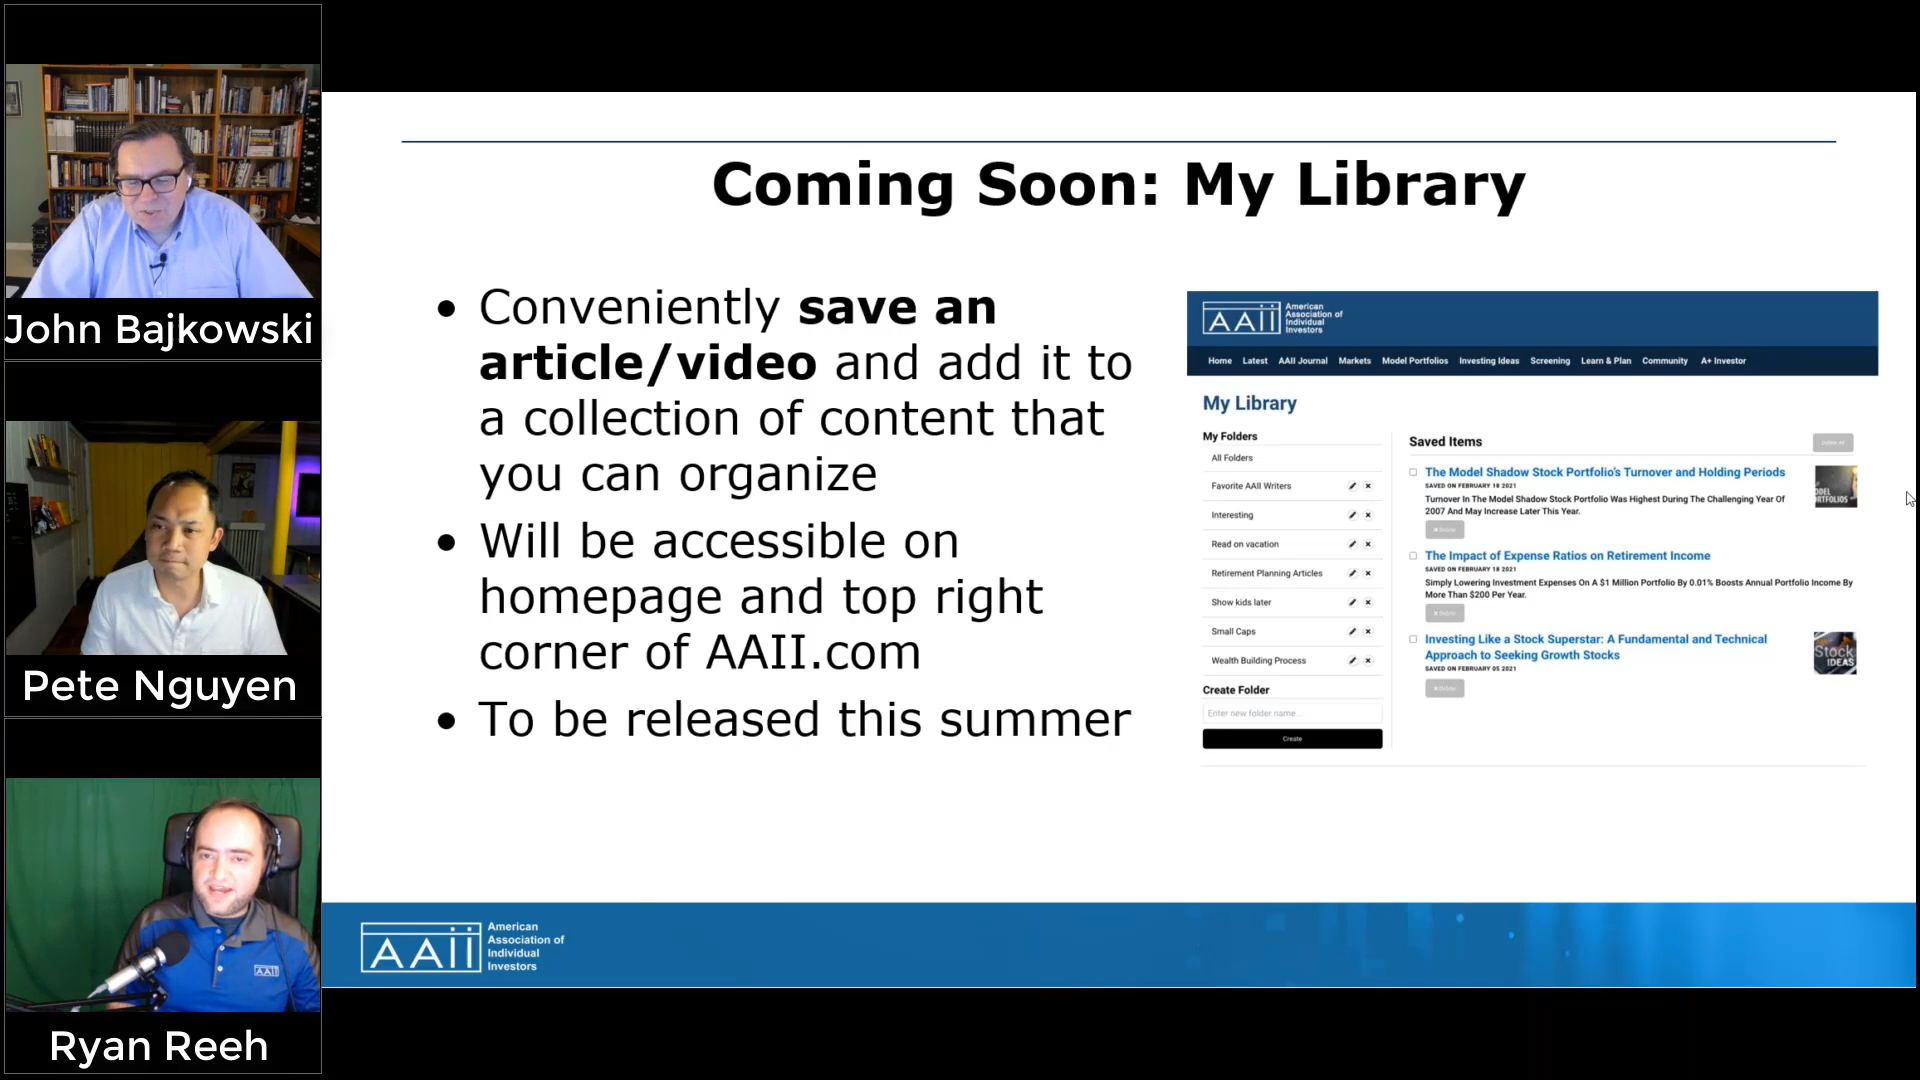 John Bajkowski
Pete Nguyen
Ryan Reeh
AAII
Coming Soon: My Library
• Conveniently save an
article/video and add it to
a collection of content that
you can organize
• Will be accessible on
homepage and top right
corner of AAII.com
• To be released this summer
AAII
American
Association of
Individual
Investors
Home Latest AAII Journal Markets Model Portfolios Investing Ideas Screening Learn & Plan Community A+ Investor
My Library
My Folders
All Folders
Favorite AAII Writers
Interesting
Read on vacation
Retirement Planning Articles
Show kids later
Small Caps
Wealth Building Process
Create Folder
Enter new folder name...
Create
Saved Items
The Model Shadow Stock Portfolio's Turnover and Holding Periods
SAVED ON FEBRUARY 18 2021
Turnover In The Model Shadow Stock Portfolio Was Highest During The Challenging Year Of
2007 And May Increase Later This Year.
The Impact of Expense Ratios on Retirement Income
SAVED ON FEBRUARY 18 2021
Simply Lowering Investment Expenses On A $1 Million Portfolio By 0.01% Boosts Annual Portfolio Income By
More Than $200 Per Year.
Investing Like a Stock Superstar: A Fundamental and Technical
Approach to Seeking Growth Stocks
SAVED ON FEBRUARY 05 2021
Stock
IDEAS
AAII
American
Association of
Individual
Investors